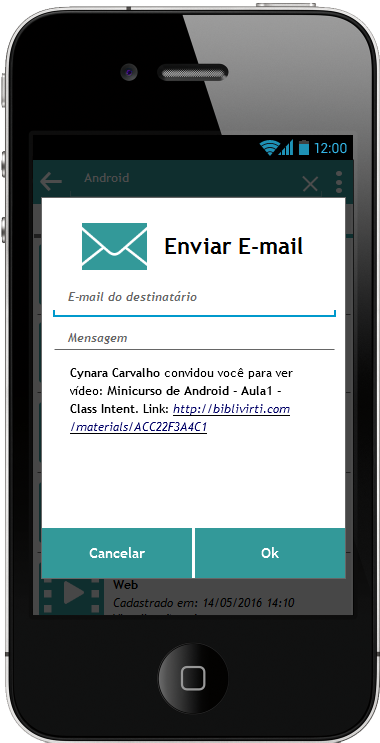 12:00
Android
Enviar E-mail
E-mail do destinatário
Mensagem
Cynara Carvalho convidou você para ver
vídeo: Minicurso de Android - Aula1 -
Class Intent. Link: http://biblivirti.com
/materials/ACC22F3A4C1
Cancelar Ok
Web
Cadastrado em: 14/05/2016 14:10